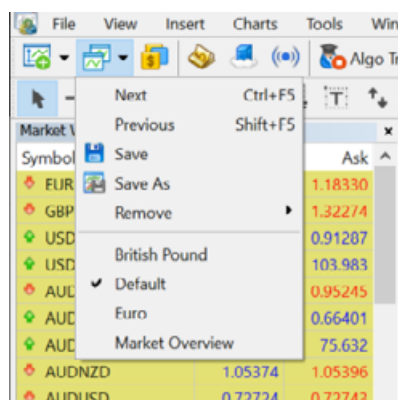 File View Insert Charts Tools Win
Algo Tr
T
Market
Next Ctrl+F5
Previous Shift+F5
Save
Save As
Remove
British Pound
Default
Euro
Market Overview
Symbol Ask
EUR 1.18330
GBP 1.32274
USD 0.91287
USD 103.983
AUD 0.95245
AUD 0.66401
AUD 75.632
AUDNZD 1.05374 1.05396
AUDUSD 0.72724 0.72743